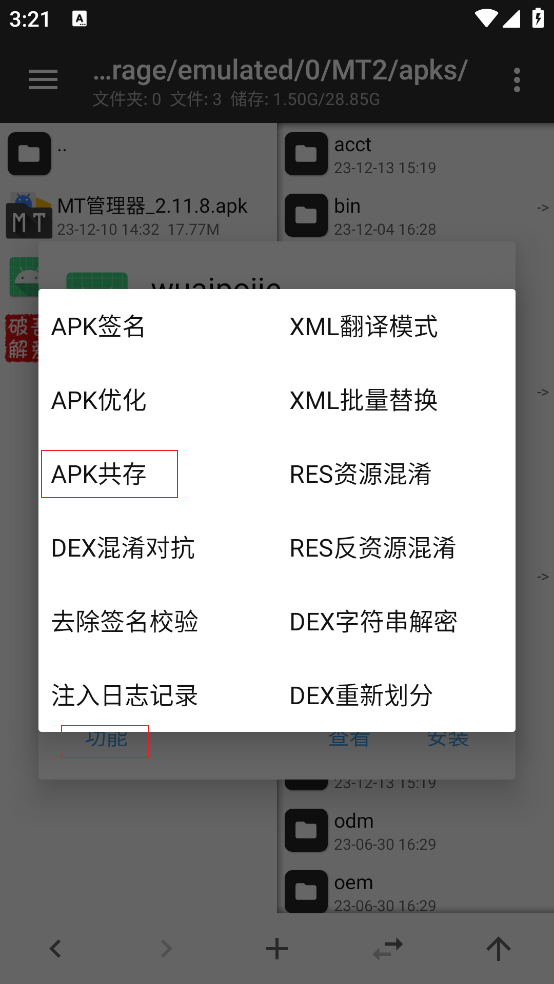 3:21
A
...rage/emulated/0/MT2/apks/
文件夹: 0 文件: 3 储存: 1.50G/28.85G
..
acct
23-12-13 15:19
MT管理器_2.11.8.apk
23-12-10 14:32 17.77M
MT
bin
23-12-04 16:28
->
wuaipojie
破吾
解爱
APK签名
XML翻译模式
APK优化
XML批量替换
->
APK共存
RES资源混淆
DEX混淆对抗
RES反资源混淆
->
去除签名校验
DEX字符串解密
注入日志记录
DEX重新划分
功能
查看
安装
23-12-13 15:19
odm
23-06-30 16:29
oem
23-06-30 16:29